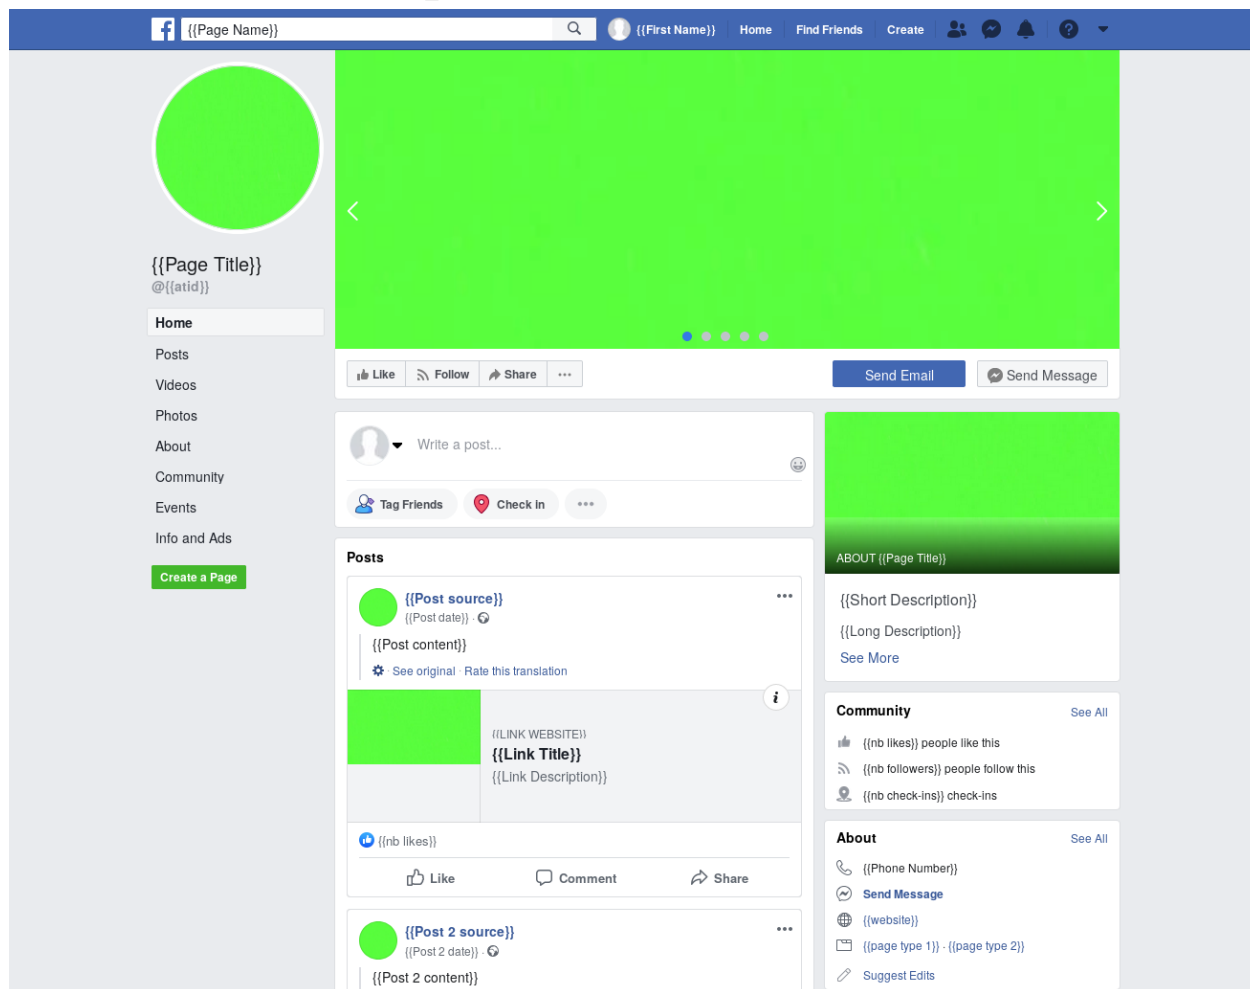 {{Page Name}}
{{First Name}} Home Find Friends Create
{{Page Title}}
@{{atid}}
Home
Posts
Videos
Photos
About
Community
Events
Info and Ads
Create a Page
Like Follow Share
Send Email Send Message
Write a post...
Tag Friends Check in
Posts
{{Post source}}
{{Post date}} ·
{{Post content}}
· See original · Rate this translation
{{LINK WEBSITE}}
{{Link Title}}
{{Link Description}}
{{nb likes}}
Like Comment Share
{{Post 2 source}}
{{Post 2 date}} ·
{{Post 2 content}}
ABOUT {{Page Title}}
{{Short Description}}
{{Long Description}}
See More
Community See All
{{nb likes}} people like this
{{nb followers}} people follow this
{{nb check-ins}} check-ins
About See All
{{Phone Number}}
Send Message
{{website}}
{{page type 1}} · {{page type 2}}
Suggest Edits